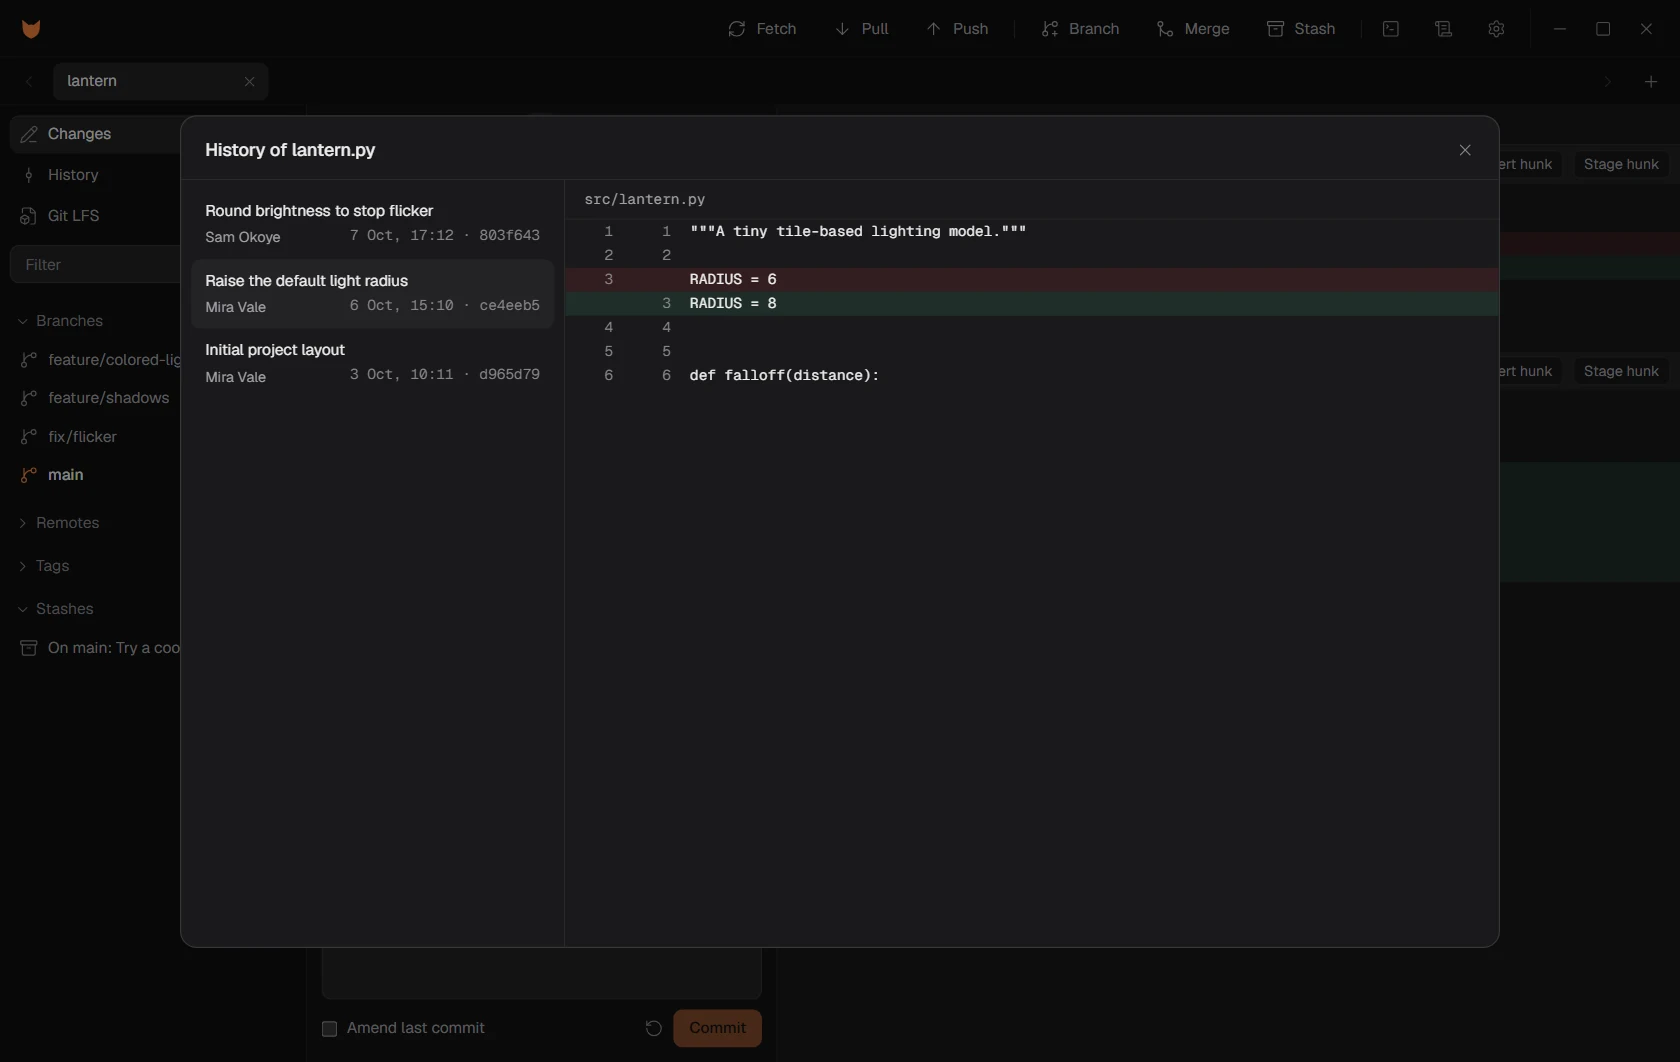 Fetch
Pull
Push
Branch
Merge
Stash
lantern
Changes
History
Git LFS
Filter
Branches
feature/colored-lig
feature/shadows
fix/flicker
main
Remotes
Tags
Stashes
On main: Try a coo
History of lantern.py
Round brightness to stop flicker
Sam Okoye 7 Oct, 17:12 · 803f643
Raise the default light radius
Mira Vale 6 Oct, 15:10 · ce4eeb5
Initial project layout
Mira Vale 3 Oct, 10:11 · d965d79
src/lantern.py
1 1 """A tiny tile-based lighting model."""
2 2
3 RADIUS = 6
3 RADIUS = 8
4 4
5 5
6 6 def falloff(distance):
ert hunk Stage hunk
ert hunk Stage hunk
Amend last commit
Commit